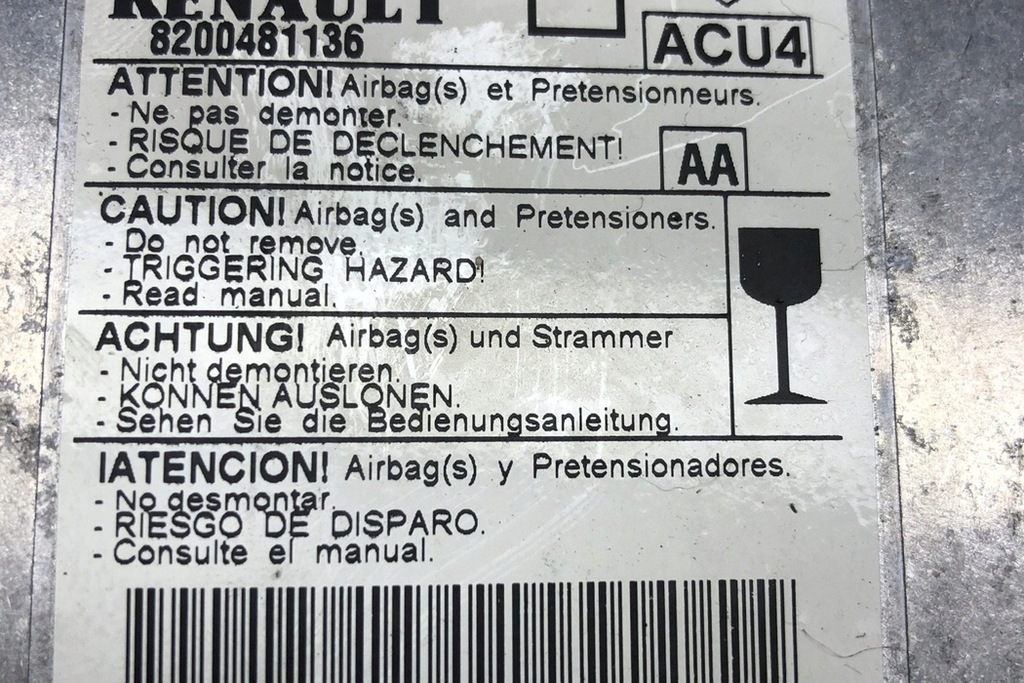 RENAULT
8200481136
ACU4
ATTENTION! Airbag(s) et Pretensionneurs.
- Ne pas demonter.
- RISQUE DE DECLENCHEMENT!
- Consulter la notice.
AA
CAUTION! Airbag(s) and Pretensioners.
- Do not remove.
- TRIGGERING HAZARD!
- Read manual.
ACHTUNG! Airbag(s) und Strammer
- Nicht demontieren.
- KONNEN AUSLONEN.
- Sehen Sie die Bedienungsanleitung.
IATENCION! Airbag(s) y Pretensionadores.
- No desmontar.
- RIESGO DE DISPARO.
- Consulte el manual.